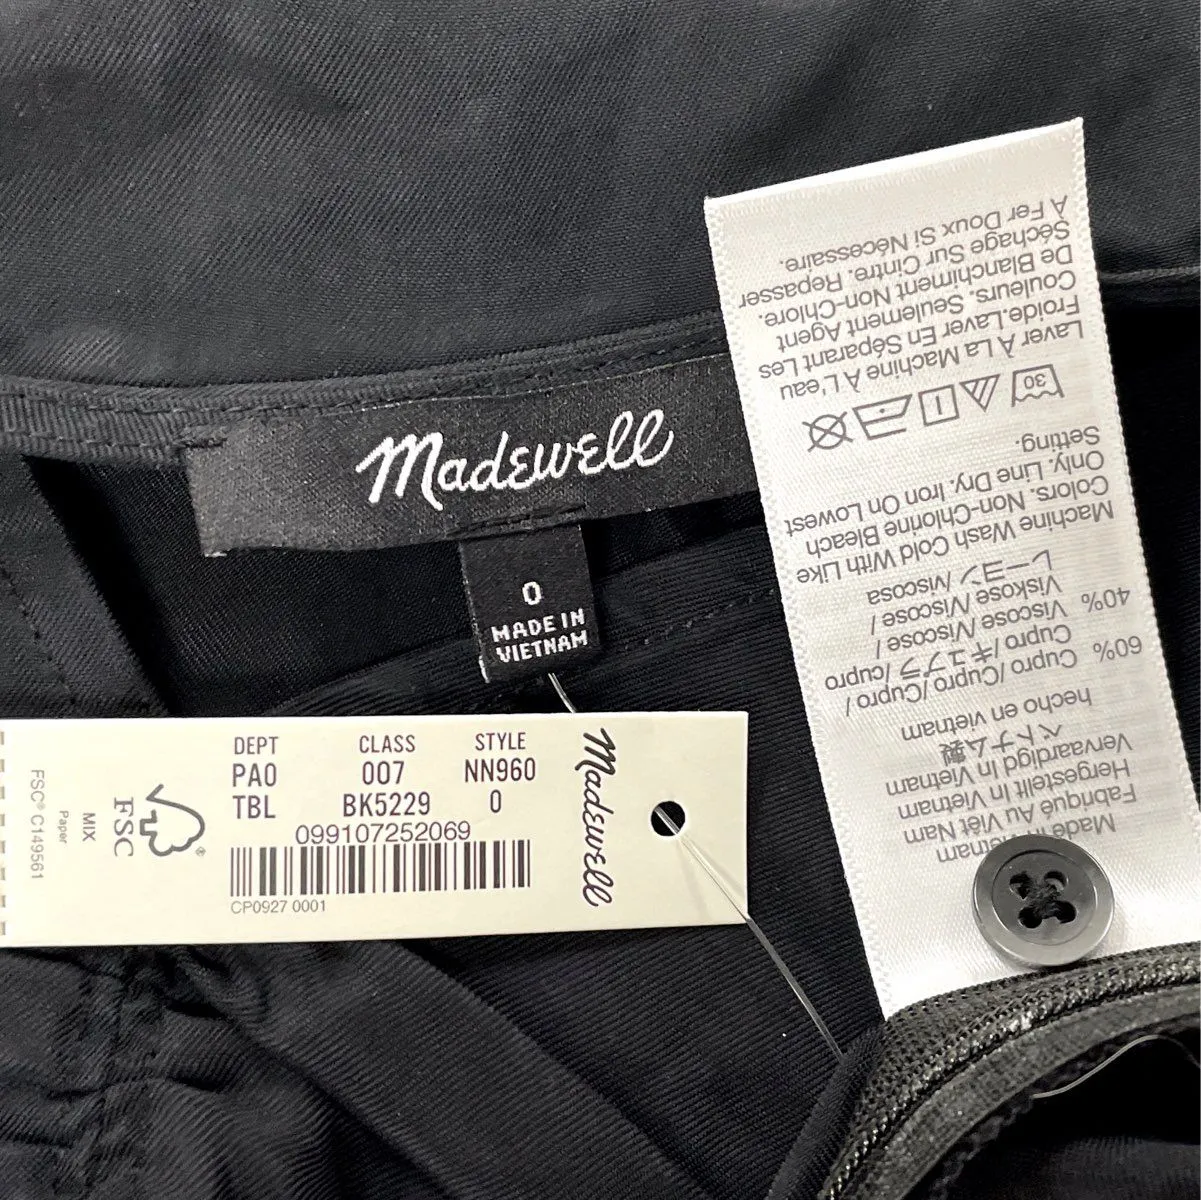 Madewell
0
MADE IN
VIETNAM
DEPT CLASS STYLE
PAO 007 NN960
TBL BK5229 0
099107252069
CP0927 0001
Madewell
FSC
®
MIX
Paper
FSC® C149561
Made in Vietnam
Fabriqué Au Việt Nam
Hergestellt In Vietnam
Vervaardigd In Vietnam
ベトナム製
hecho en vietnam
60% Cupro / Cupro / Cupro /
Cupro / キュプラ / cupro
40% Viscose / Viscose /
Viskose / Viscose /
レーヨン / viscosa
Machine Wash Cold With Like
Colors. Non-Chlorine Bleach
Only. Line Dry. Iron On Lowest
Setting.
30
Laver À La Machine À L'eau
Froide.Laver En Séparant Les
Couleurs. Seulement Agent
De Blanchiment Non-Chlore.
Séchage Sur Cintre. Repasser
À Fer Doux Si Nécessaire.